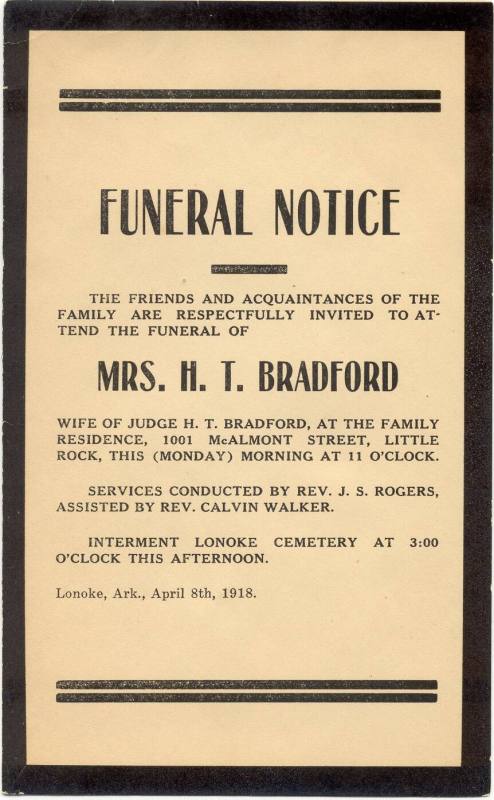 FUNERAL NOTICE
THE FRIENDS AND ACQUAINTANCES OF THE
FAMILY ARE RESPECTFULLY INVITED TO AT-
TEND THE FUNERAL OF
MRS. H. T. BRADFORD
WIFE OF JUDGE H. T. BRADFORD, AT THE FAMILY
RESIDENCE, 1001 McALMONT STREET, LITTLE
ROCK, THIS (MONDAY) MORNING AT 11 O'CLOCK.
SERVICES CONDUCTED BY REV. J. S. ROGERS,
ASSISTED BY REV. CALVIN WALKER.
INTERMENT LONOKE CEMETERY AT 3:00
O'CLOCK THIS AFTERNOON.
Lonoke, Ark., April 8th, 1918.